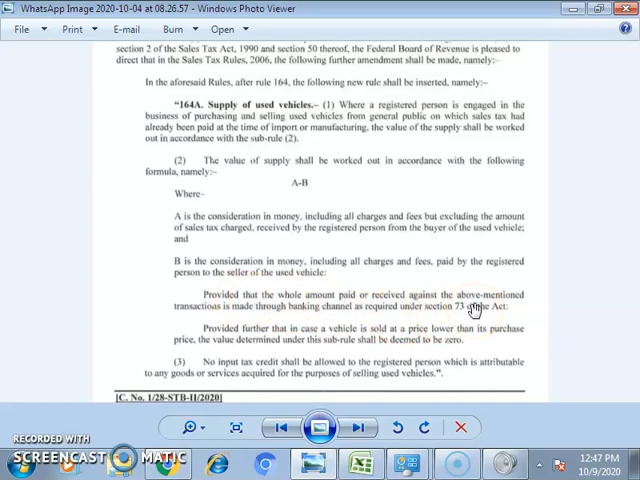 WhatsApp Image 2020-10-04 at 08.26.57 - Windows Photo Viewer
File Print E-mail Burn Open
section 2 of the Sales Tax Act, 1990 and section 50 thereof, the Federal Board of Revenue is pleased to
direct that in the Sales Tax Rules, 2006, the following further amendment shall be made, namely:–
In the aforesaid Rules, after rule 164, the following new rule shall be inserted, namely:–
"164A. Supply of used vehicles.– (1) Where a registered person is engaged in the
business of purchasing and selling used vehicles from general public on which sales tax had
already been paid at the time of import or manufacturing, the value of the supply shall be worked
out in accordance with the sub-rule (2).
(2) The value of supply shall be worked out in accordance with the following
formula, namely:–
A-B
Where–
A is the consideration in money, including all charges and fees but excluding the amount
of sales tax charged, received by the registered person from the buyer of the used vehicle;
and
B is the consideration in money, including all charges and fees, paid by the registered
person to the seller of the used vehicle:
Provided that the whole amount paid or received against the above-mentioned
transactions is made through banking channel as required under section 73 of the Act:
Provided further that in case a vehicle is sold at a price lower than its purchase
price, the value determined under this sub-rule shall be deemed to be zero.
(3) No input tax credit shall be allowed to the registered person which is attributable
to any goods or services acquired for the purposes of selling used vehicles.".
[C. No. 1/28-STB-II/2020]
RECORDED WITH
SCREENCAST MATIC
12:47 PM
10/9/2020